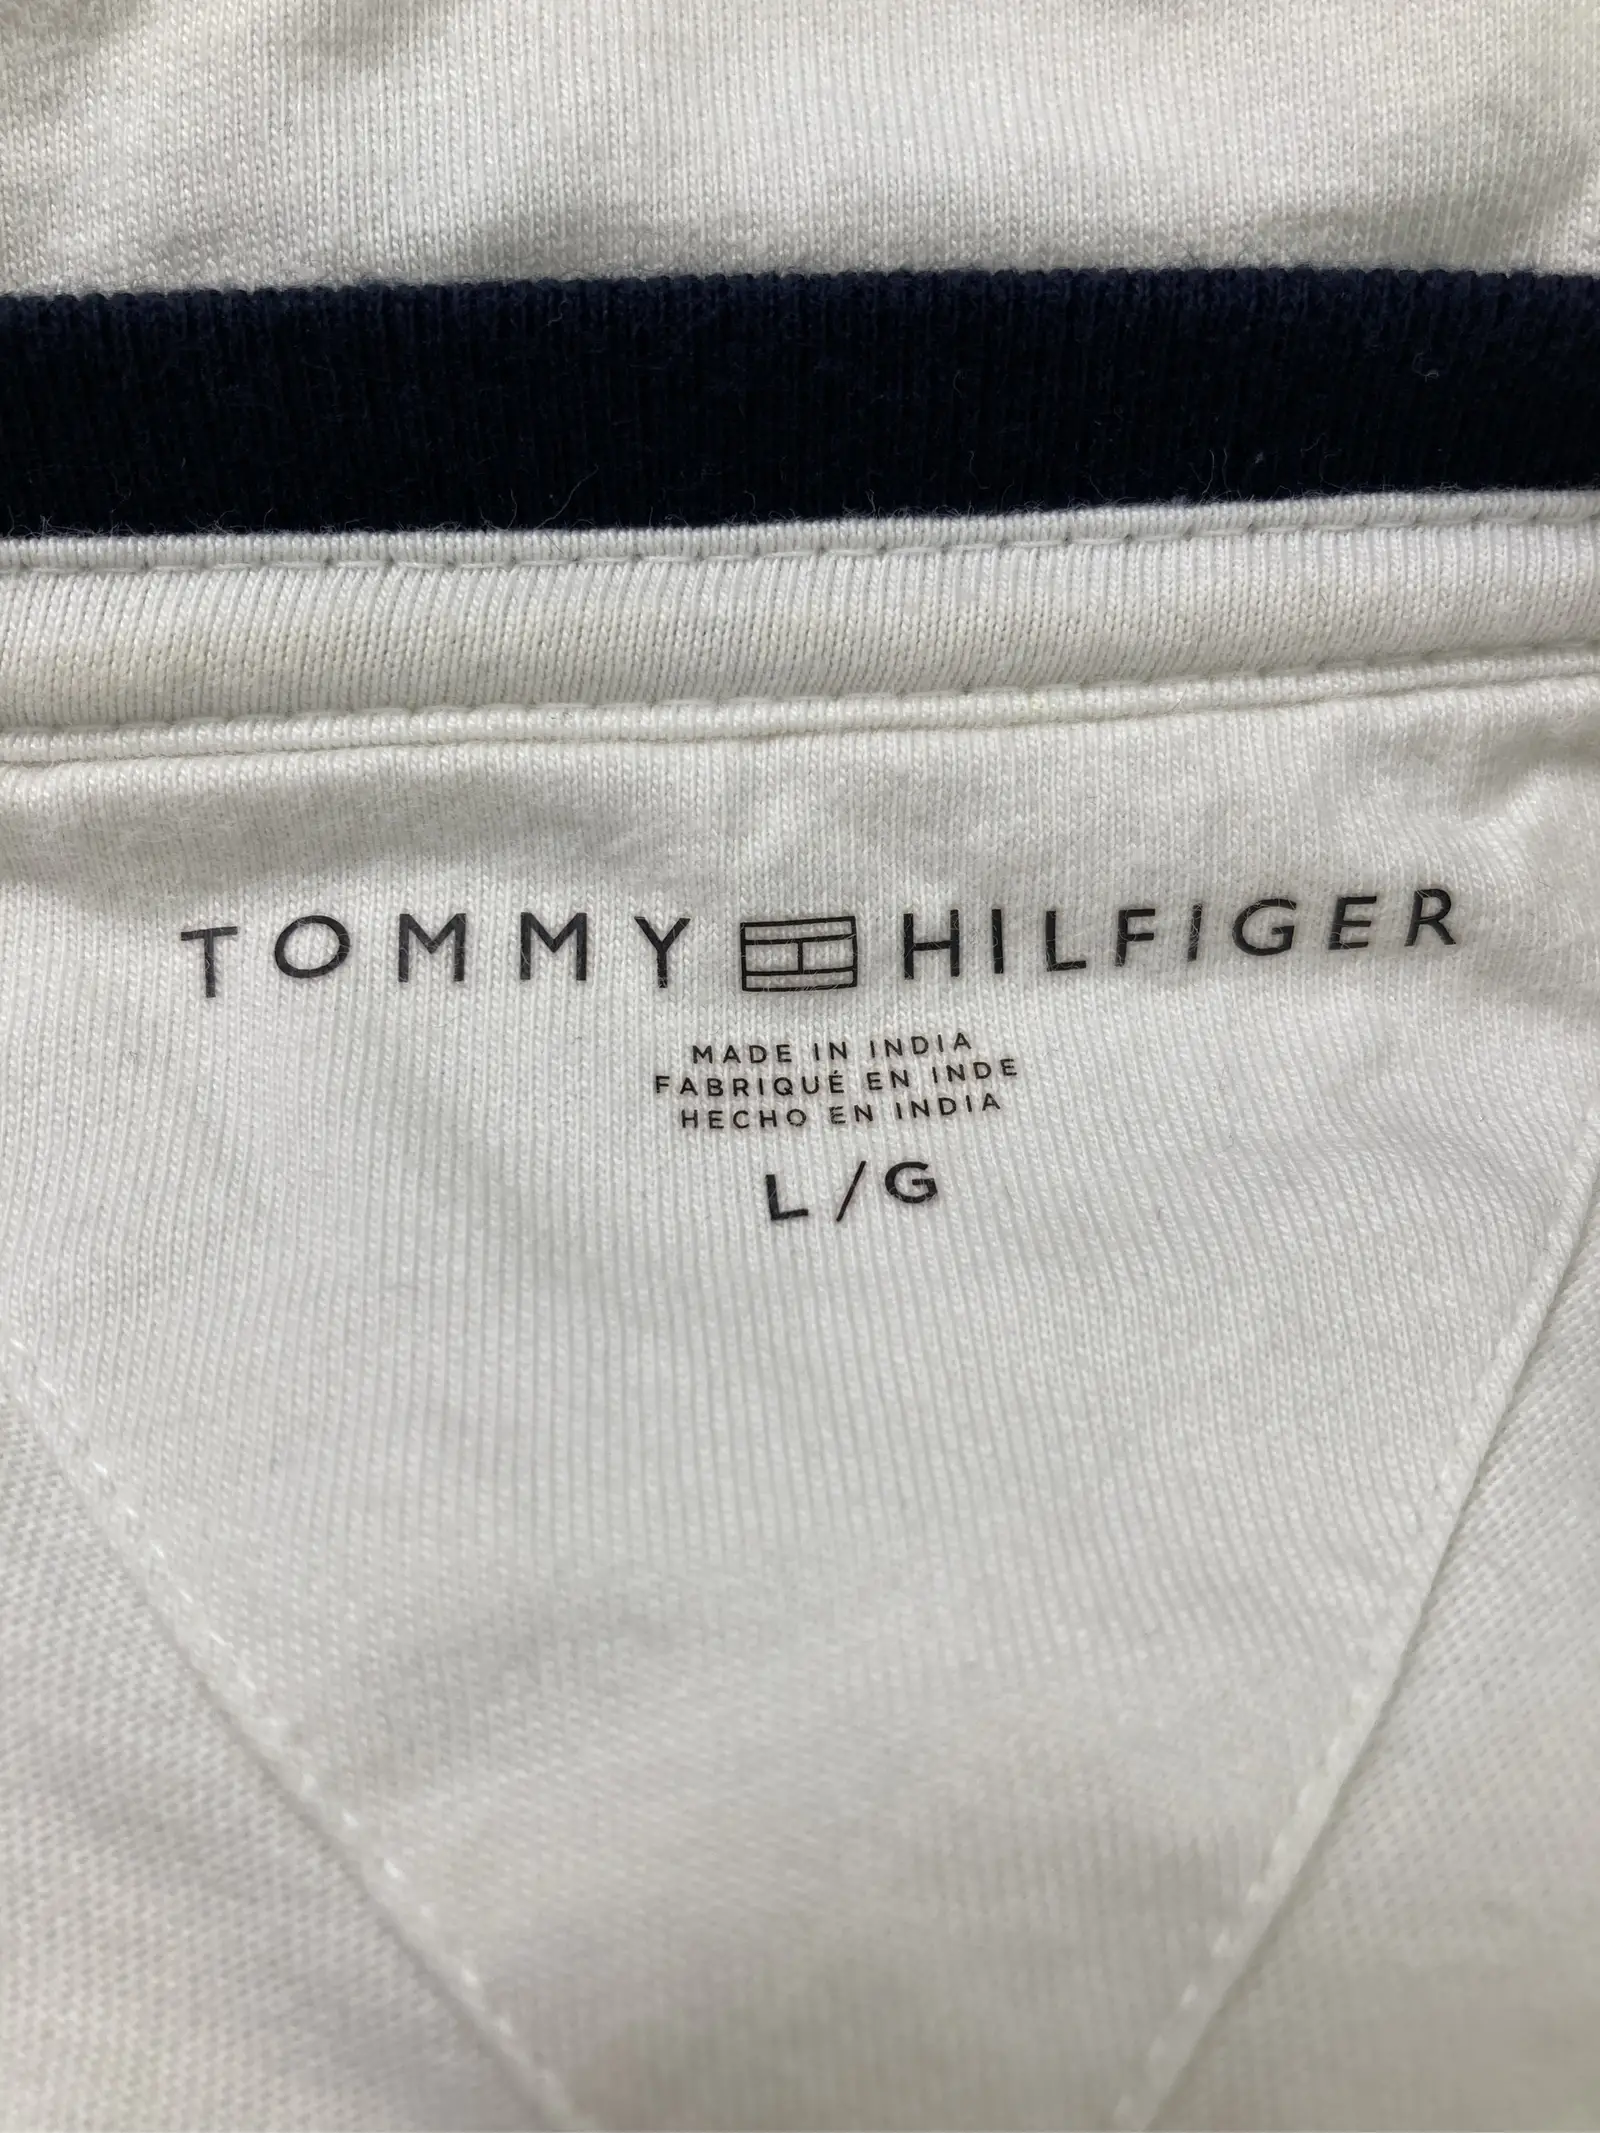 TOMMY HILFIGER
MADE IN INDIA
FABRIQUÉ EN INDE
HECHO EN INDIA
L/G